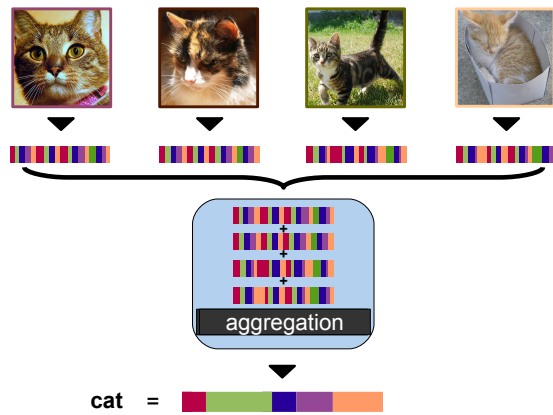 +
+
+
aggregation
cat =